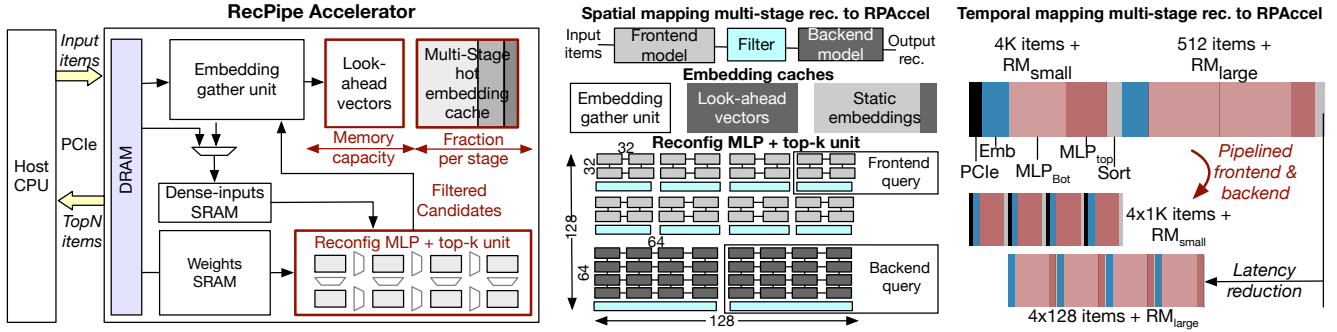 RecPipe Accelerator
Host
CPU
Input
items
PCIe
TopN
items
DRAM
Embedding
gather unit
Look-
ahead
vectors
Multi-Stage
hot
embedding
cache
Memory
capacity
Fraction
per stage
Dense-inputs
SRAM
Filtered
Candidates
Weights
SRAM
Reconfig MLP + top-k unit
Spatial mapping multi-stage rec. to RPAccel
Input
items
Frontend
model
Filter
Backend
model
Output
rec.
Embedding caches
Embedding
gather unit
Look-ahead
vectors
Static
embeddings
Reconfig MLP + top-k unit
32
32
Frontend
query
128
64
64
Backend
query
128
Temporal mapping multi-stage rec. to RPAccel
4K items +
RMsmall
512 items +
RMlarge
PCIe
Emb
MLPBot
MLPtop
Sort
Pipelined
frontend &
backend
4x1K items +
RMsmall
Latency
reduction
4x128 items + RMlarge